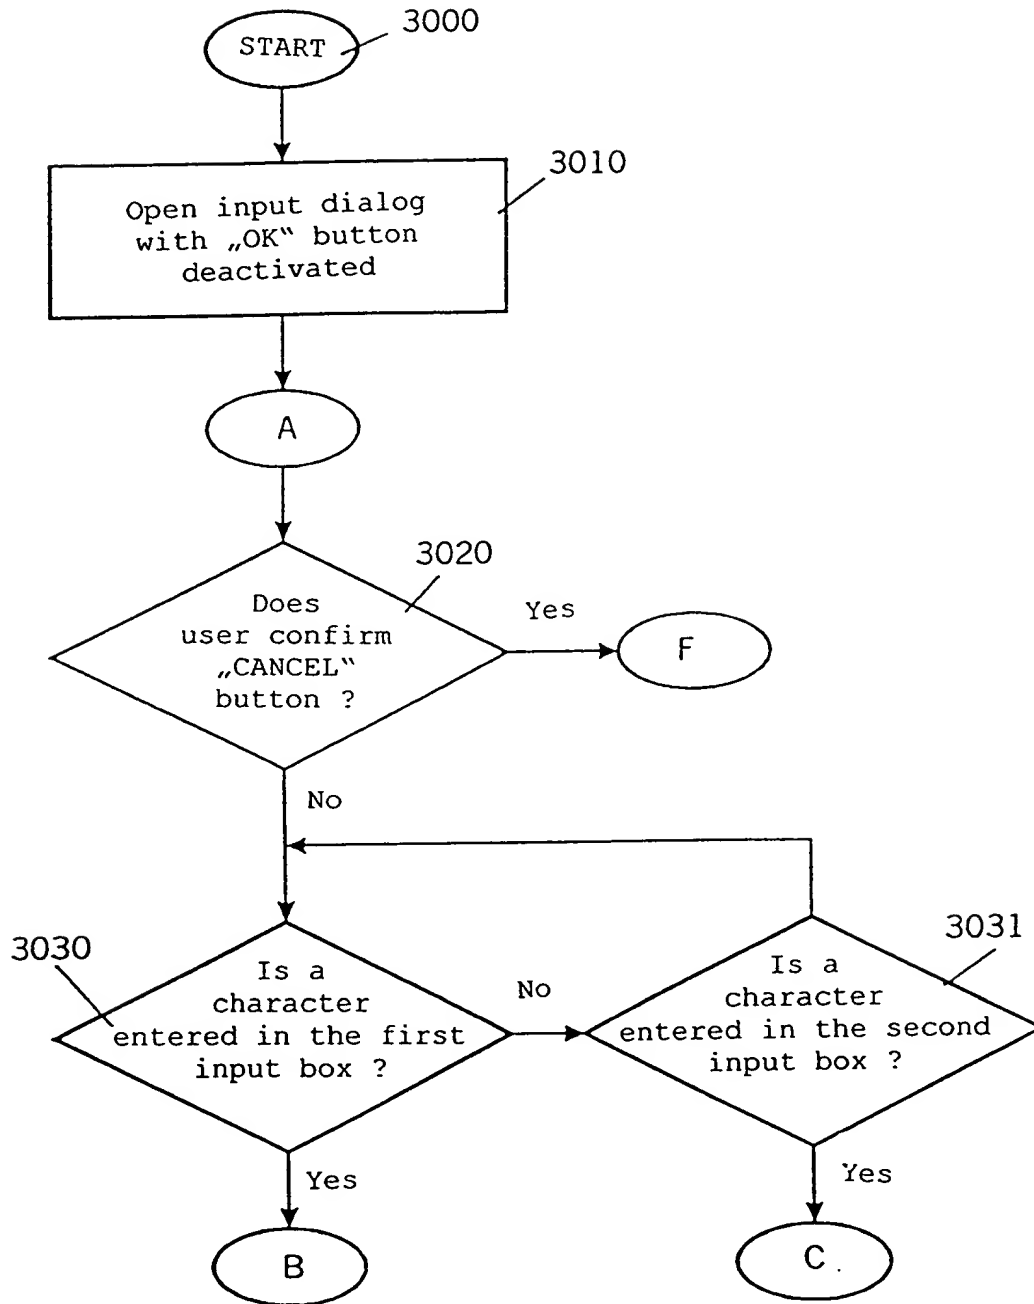 3000
START
3010
Open input dialog
with „OK“ button
deactivated
A
3020
Does
user confirm
„CANCEL“
button ?
Yes
F
No
3030
Is a
character
entered in the first
input box ?
No
3031
Is a
character
entered in the second
input box ?
Yes
B
Yes
C